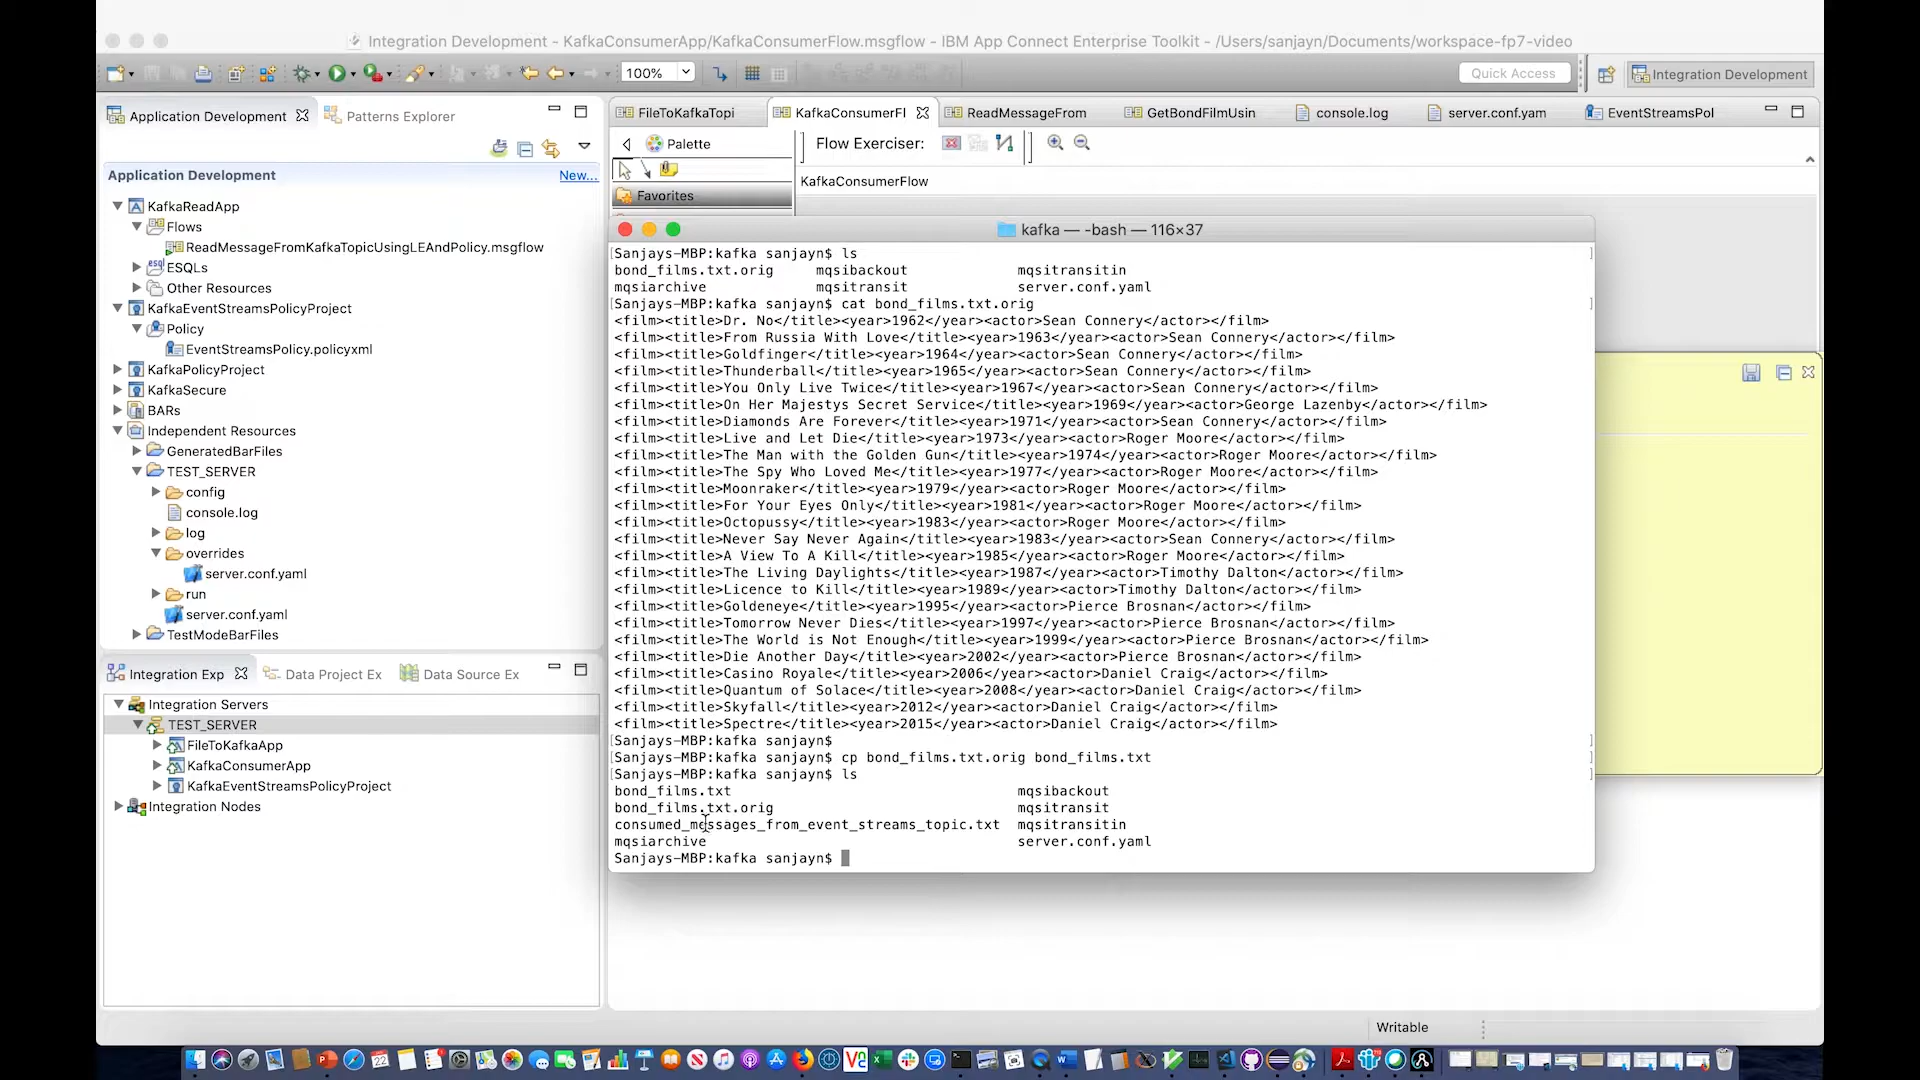 Integration Development - KafkaConsumerApp/KafkaConsumerFlow.msgflow - IBM App Connect Enterprise Toolkit - /Users/sanjayn/Documents/workspace-fp7-video
100%
Quick Access
Integration Development
Application Development
Patterns Explorer
FileToKafkaTopi
KafkaConsumerFl
ReadMessageFrom
GetBondFilmUsin
console.log
server.conf.yam
EventStreamsPol
Palette
Flow Exerciser:
Favorites
KafkaConsumerFlow
Application Development
New...
KafkaReadApp
Flows
ReadMessageFromKafkaTopicUsingLEAndPolicy.msgflow
ESQLs
Other Resources
KafkaEventStreamsPolicyProject
Policy
EventStreamsPolicy.policyxml
KafkaPolicyProject
KafkaSecure
BARs
Independent Resources
GeneratedBarFiles
TEST_SERVER
config
console.log
log
overrides
server.conf.yaml
run
server.conf.yaml
TestModeBarFiles
Integration Exp
Data Project Ex
Data Source Ex
Integration Servers
TEST_SERVER
FileToKafkaApp
KafkaConsumerApp
KafkaEventStreamsPolicyProject
Integration Nodes
kafka — -bash — 116×37
[Sanjays-MBP:kafka sanjayn$ ls ]
bond_films.txt.orig mqsibackout mqsitransitin
mqsiarchive mqsitransit server.conf.yaml
[Sanjays-MBP:kafka sanjayn$ cat bond_films.txt.orig ]
<film><title>Dr. No</title><year>1962</year><actor>Sean Connery</actor></film>
<film><title>From Russia With Love</title><year>1963</year><actor>Sean Connery</actor></film>
<film><title>Goldfinger</title><year>1964</year><actor>Sean Connery</actor></film>
<film><title>Thunderball</title><year>1965</year><actor>Sean Connery</actor></film>
<film><title>You Only Live Twice</title><year>1967</year><actor>Sean Connery</actor></film>
<film><title>On Her Majestys Secret Service</title><year>1969</year><actor>George Lazenby</actor></film>
<film><title>Diamonds Are Forever</title><year>1971</year><actor>Sean Connery</actor></film>
<film><title>Live and Let Die</title><year>1973</year><actor>Roger Moore</actor></film>
<film><title>The Man with the Golden Gun</title><year>1974</year><actor>Roger Moore</actor></film>
<film><title>The Spy Who Loved Me</title><year>1977</year><actor>Roger Moore</actor></film>
<film><title>Moonraker</title><year>1979</year><actor>Roger Moore</actor></film>
<film><title>For Your Eyes Only</title><year>1981</year><actor>Roger Moore</actor></film>
<film><title>Octopussy</title><year>1983</year><actor>Roger Moore</actor></film>
<film><title>Never Say Never Again</title><year>1983</year><actor>Sean Connery</actor></film>
<film><title>A View To A Kill</title><year>1985</year><actor>Roger Moore</actor></film>
<film><title>The Living Daylights</title><year>1987</year><actor>Timothy Dalton</actor></film>
<film><title>Licence to Kill</title><year>1989</year><actor>Timothy Dalton</actor></film>
<film><title>Goldeneye</title><year>1995</year><actor>Pierce Brosnan</actor></film>
<film><title>Tomorrow Never Dies</title><year>1997</year><actor>Pierce Brosnan</actor></film>
<film><title>The World is Not Enough</title><year>1999</year><actor>Pierce Brosnan</actor></film>
<film><title>Die Another Day</title><year>2002</year><actor>Pierce Brosnan</actor></film>
<film><title>Casino Royale</title><year>2006</year><actor>Daniel Craig</actor></film>
<film><title>Quantum of Solace</title><year>2008</year><actor>Daniel Craig</actor></film>
<film><title>Skyfall</title><year>2012</year><actor>Daniel Craig</actor></film>
<film><title>Spectre</title><year>2015</year><actor>Daniel Craig</actor></film>
[Sanjays-MBP:kafka sanjayn$ ]
[Sanjays-MBP:kafka sanjayn$ cp bond_films.txt.orig bond_films.txt ]
[Sanjays-MBP:kafka sanjayn$ ls ]
bond_films.txt mqsibackout
bond_films.txt.orig mqsitransit
consumed_messages_from_event_streams_topic.txt mqsitransitin
mqsiarchive server.conf.yaml
Sanjays-MBP:kafka sanjayn$
Writable